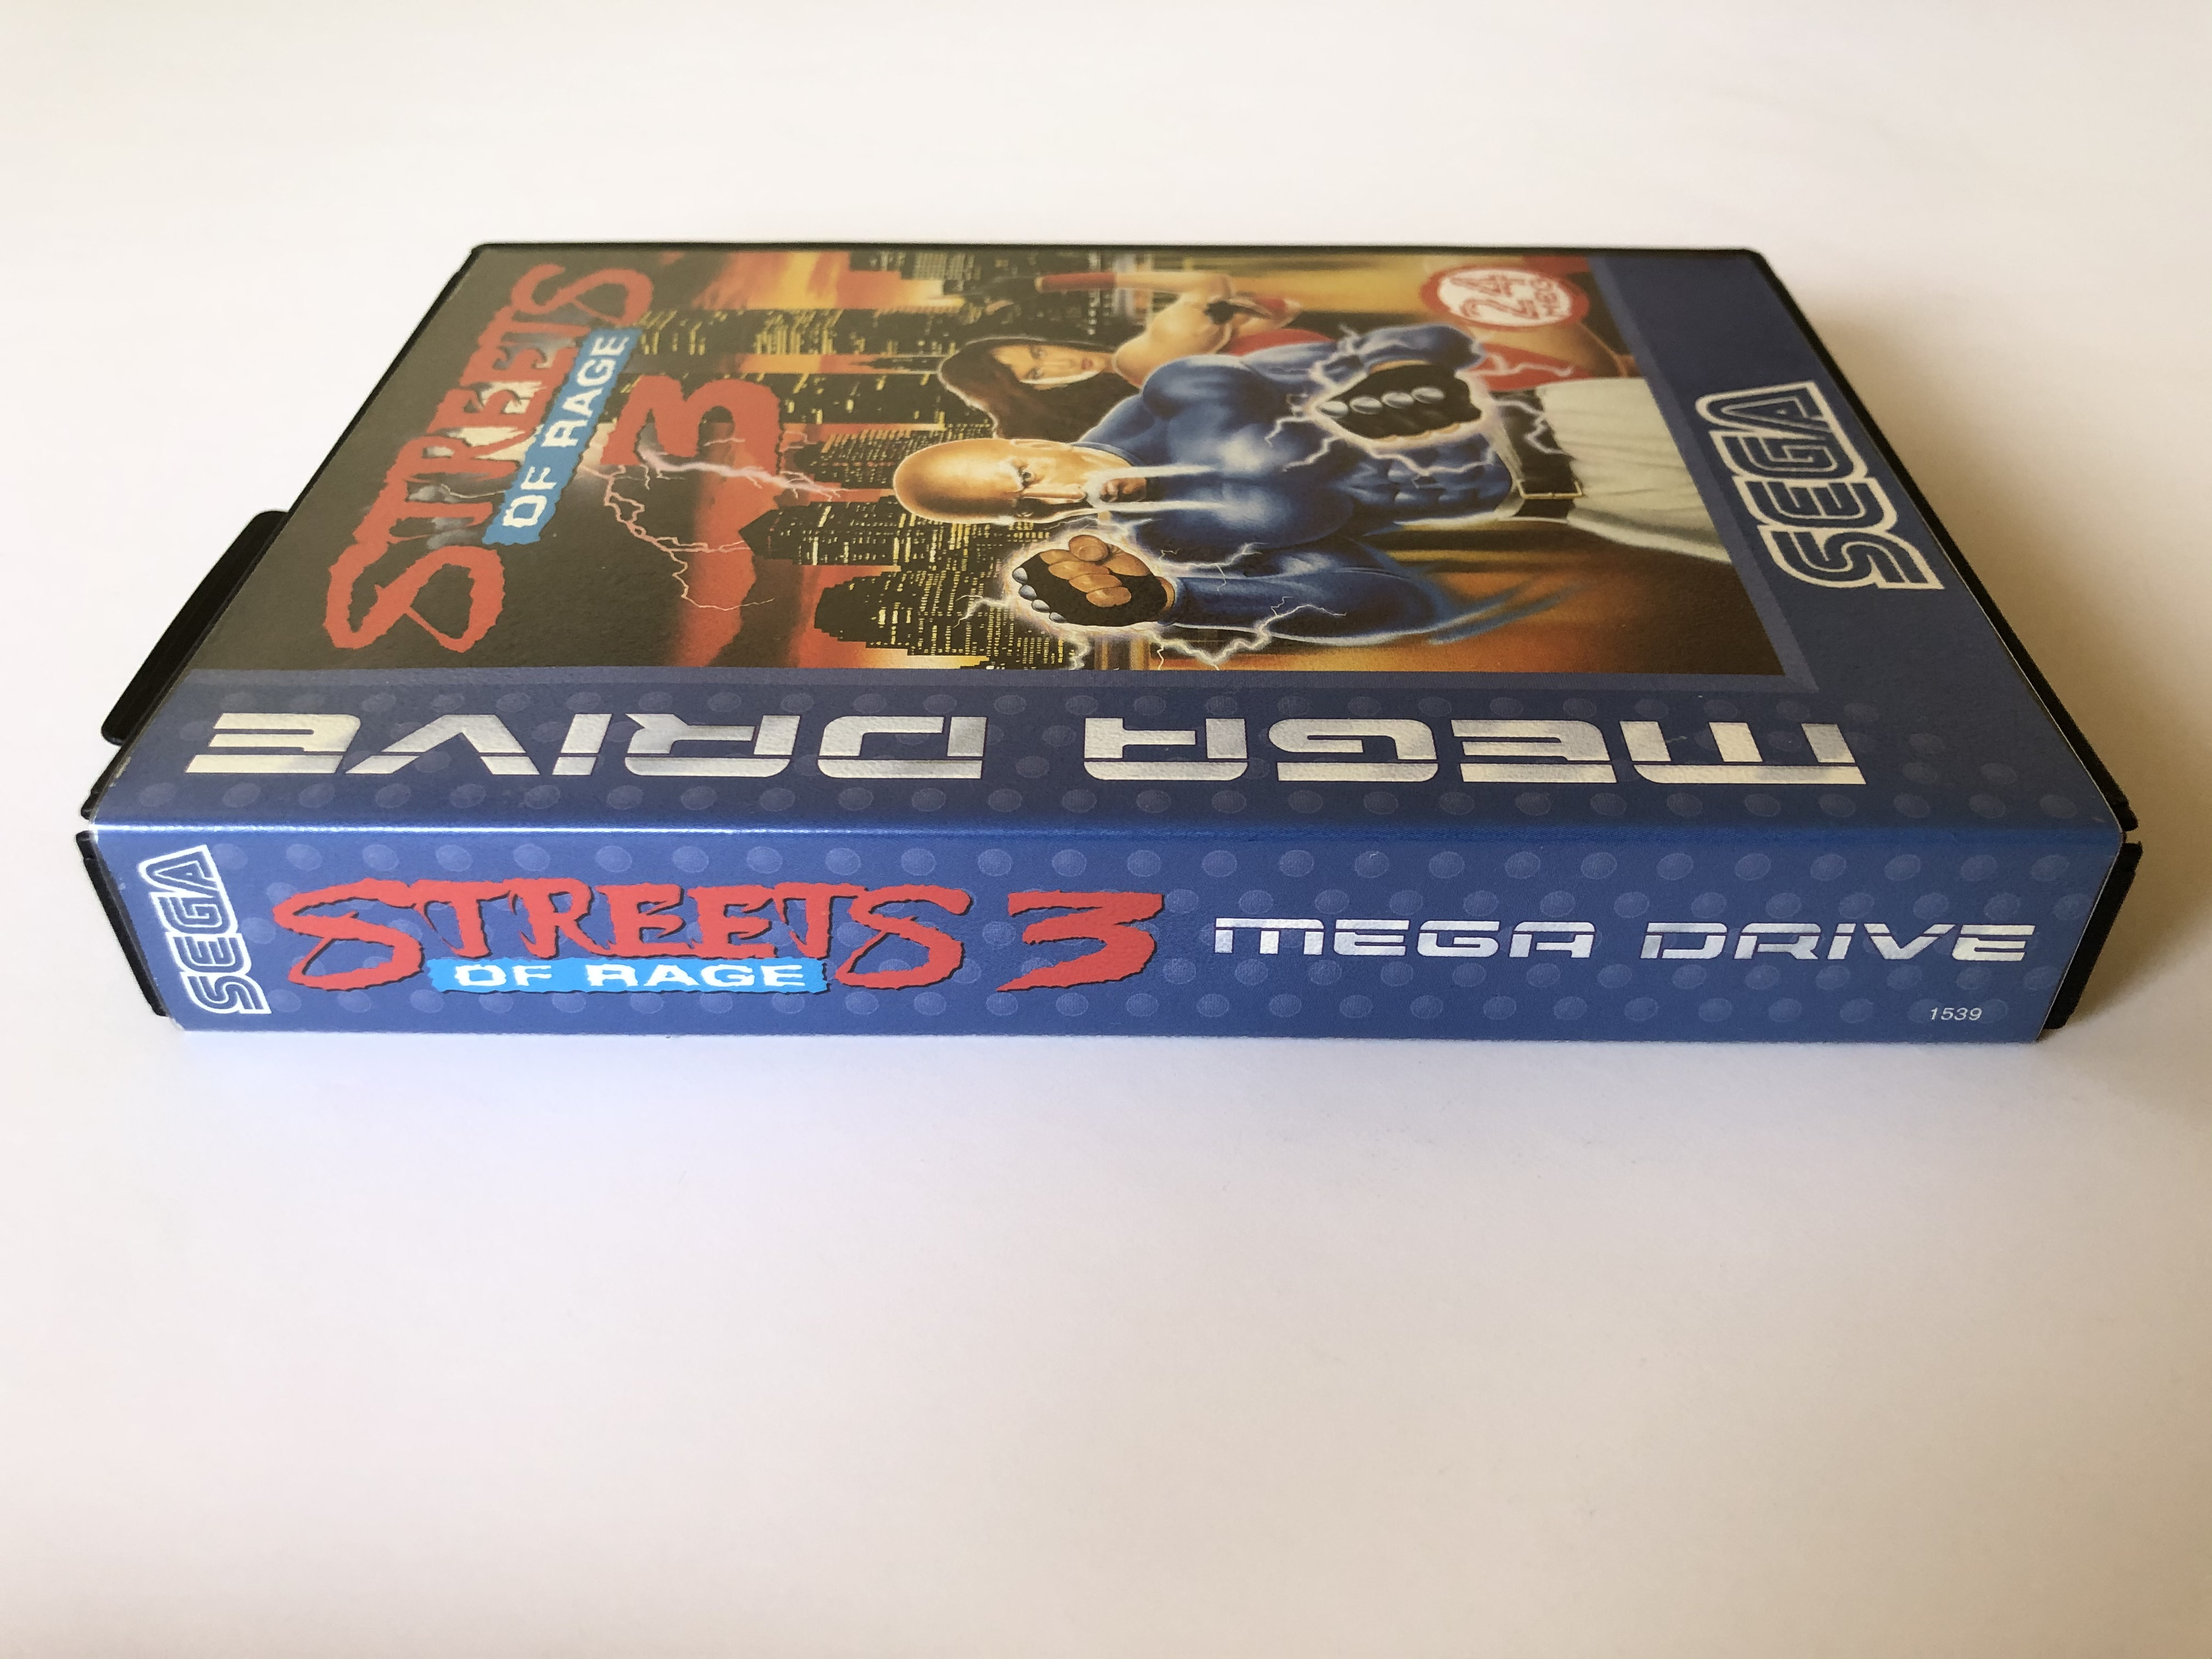 STREETS
OF RAGE
3
24
MEG
SEGA
MEGA DRIVE
SEGA
STREETS 3
OF RAGE
MEGA DRIVE
1539